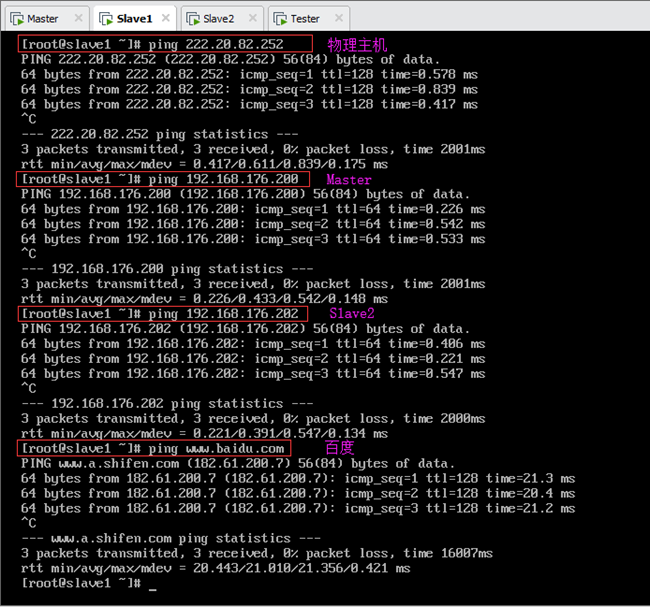 Master Slave1 Slave2 Tester
[root@slave1 ~]# ping 222.20.82.252 物理主机
PING 222.20.82.252 (222.20.82.252) 56(84) bytes of data.
64 bytes from 222.20.82.252: icmp_seq=1 ttl=128 time=0.578 ms
64 bytes from 222.20.82.252: icmp_seq=2 ttl=128 time=0.839 ms
64 bytes from 222.20.82.252: icmp_seq=3 ttl=128 time=0.417 ms
^C
--- 222.20.82.252 ping statistics ---
3 packets transmitted, 3 received, 0% packet loss, time 2001ms
rtt min/avg/max/mdev = 0.417/0.611/0.839/0.175 ms
[root@slave1 ~]# ping 192.168.176.200 Master
PING 192.168.176.200 (192.168.176.200) 56(84) bytes of data.
64 bytes from 192.168.176.200: icmp_seq=1 ttl=64 time=0.226 ms
64 bytes from 192.168.176.200: icmp_seq=2 ttl=64 time=0.542 ms
64 bytes from 192.168.176.200: icmp_seq=3 ttl=64 time=0.533 ms
^C
--- 192.168.176.200 ping statistics ---
3 packets transmitted, 3 received, 0% packet loss, time 2001ms
rtt min/avg/max/mdev = 0.226/0.433/0.542/0.148 ms
[root@slave1 ~]# ping 192.168.176.202 Slave2
PING 192.168.176.202 (192.168.176.202) 56(84) bytes of data.
64 bytes from 192.168.176.202: icmp_seq=1 ttl=64 time=0.406 ms
64 bytes from 192.168.176.202: icmp_seq=2 ttl=64 time=0.221 ms
64 bytes from 192.168.176.202: icmp_seq=3 ttl=64 time=0.547 ms
^C
--- 192.168.176.202 ping statistics ---
3 packets transmitted, 3 received, 0% packet loss, time 2000ms
rtt min/avg/max/mdev = 0.221/0.391/0.547/0.134 ms
[root@slave1 ~]# ping www.baidu.com 百度
PING www.a.shifen.com (182.61.200.7) 56(84) bytes of data.
64 bytes from 182.61.200.7 (182.61.200.7): icmp_seq=1 ttl=128 time=21.3 ms
64 bytes from 182.61.200.7 (182.61.200.7): icmp_seq=2 ttl=128 time=20.4 ms
64 bytes from 182.61.200.7 (182.61.200.7): icmp_seq=3 ttl=128 time=21.2 ms
^C
--- www.a.shifen.com ping statistics ---
3 packets transmitted, 3 received, 0% packet loss, time 16007ms
rtt min/avg/max/mdev = 20.443/21.010/21.356/0.421 ms
[root@slave1 ~]# _